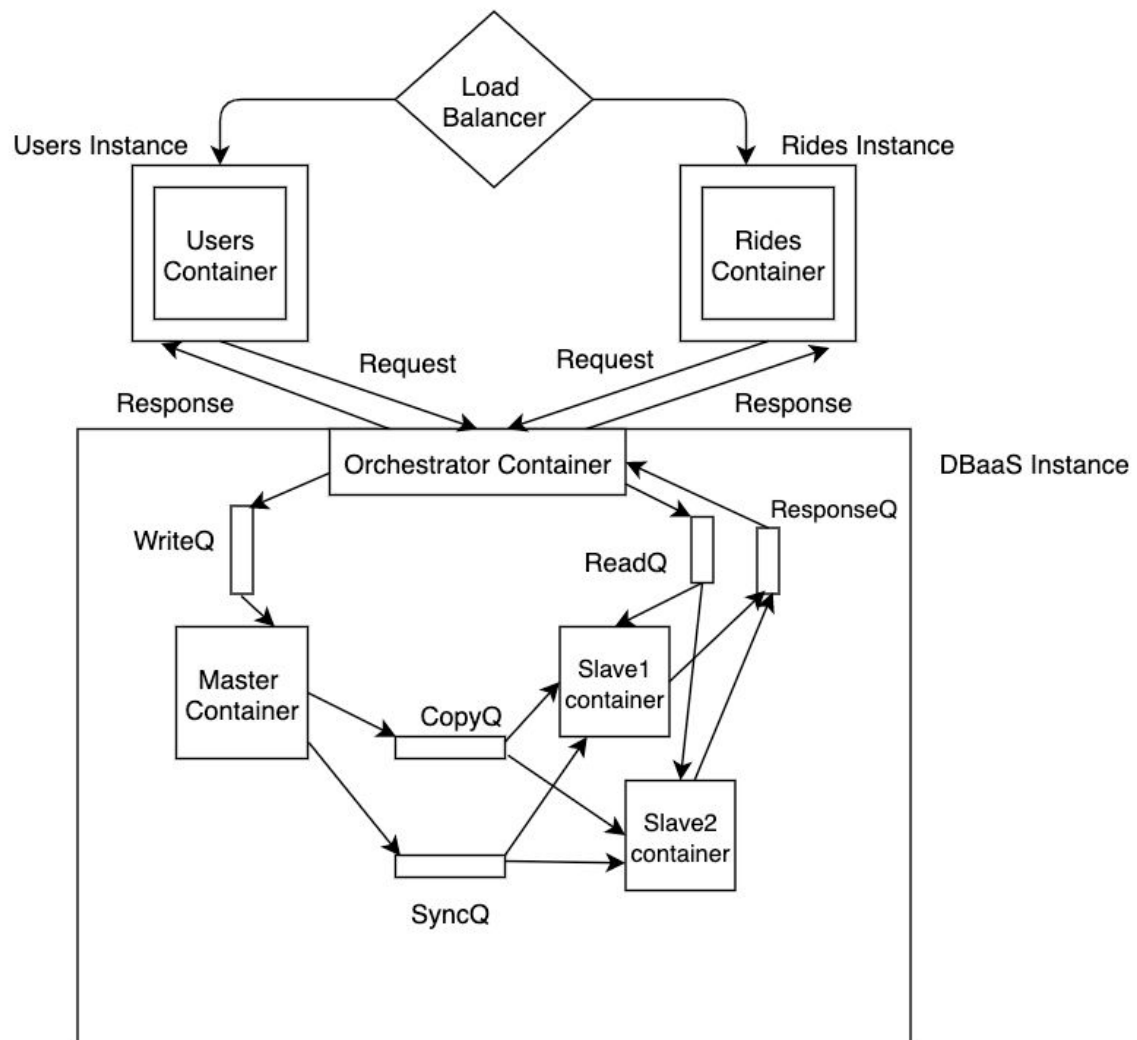 Load
Balancer
Users Instance
Rides Instance
Users
Container
Rides
Container
Request
Request
Response
Response
Orchestrator Container
DBaaS Instance
ResponseQ
WriteQ
ReadQ
Master
Container
Slave1
container
CopyQ
Slave2
container
SyncQ